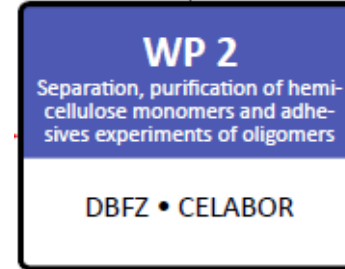 WP 2
Separation, purification of hemi-
cellulose monomers and adhe-
sives experiments of oligomers
DBFZ • CELABOR